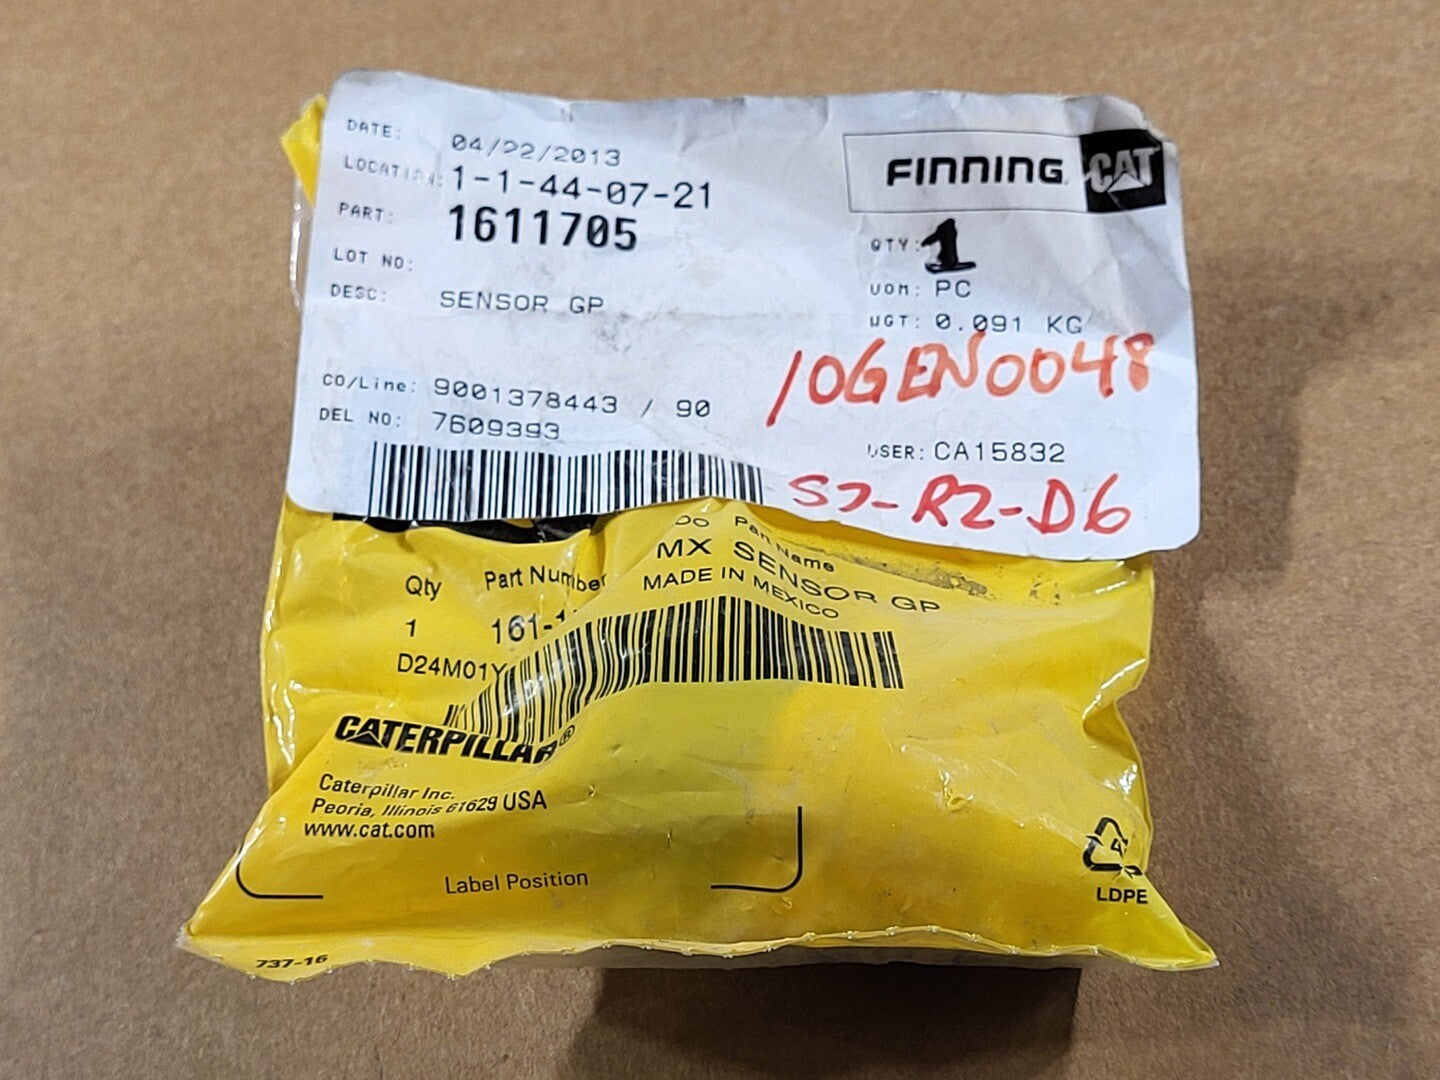 DATE: 04/22/2013
LOCATION: 1-1-44-07-21
PART: 1611705
LOT NO:
DESC: SENSOR GP
CO/Line: 9001378443 / 90
DEL NO: 7609393
FINNING CAT
QTY: 1
UOM: PC
WGT: 0.091 KG
10GEN0048
USER: CA15832
S7-R2-D6
Part Name
MX SENSOR GP
MADE IN MEXICO
Qty Part Number
1 161-1
D24M01Y
CATERPILLAR®
Caterpillar Inc.
Peoria, Illinois 61629 USA
www.cat.com
Label Position
4
LDPE
737-16